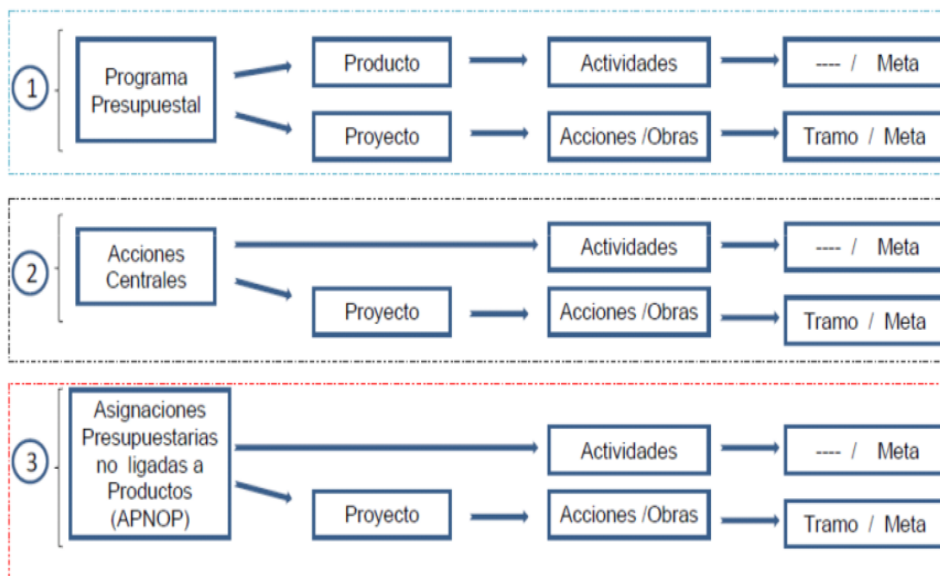 1
Programa
Presupuestal
Producto
Actividades
---- / Meta
Proyecto
Acciones /Obras
Tramo / Meta
2
Acciones
Centrales
Actividades
---- / Meta
Proyecto
Acciones /Obras
Tramo / Meta
3
Asignaciones
Presupuestarias
no ligadas a
Productos
(APNOP)
Actividades
---- / Meta
Proyecto
Acciones /Obras
Tramo / Meta